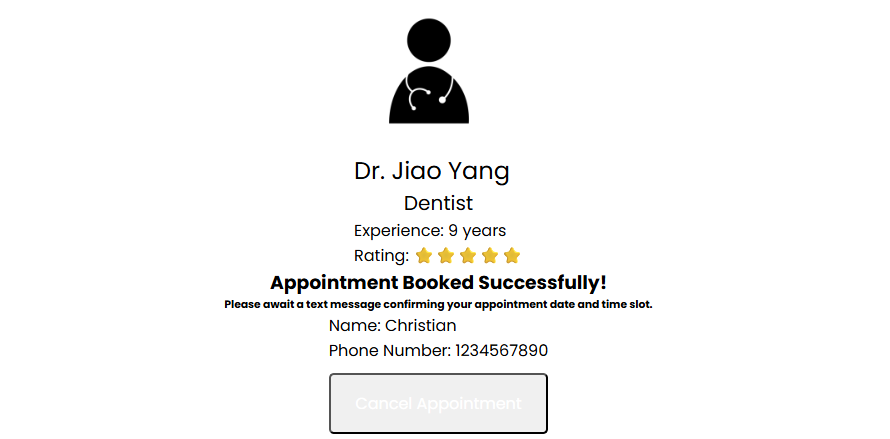 Dr. Jiao Yang
Dentist
Experience: 9 years
Rating: ⭐⭐⭐⭐⭐
Appointment Booked Successfully!
Please await a text message confirming your appointment date and time slot.
Name: Christian
Phone Number: 1234567890
Cancel Appointment